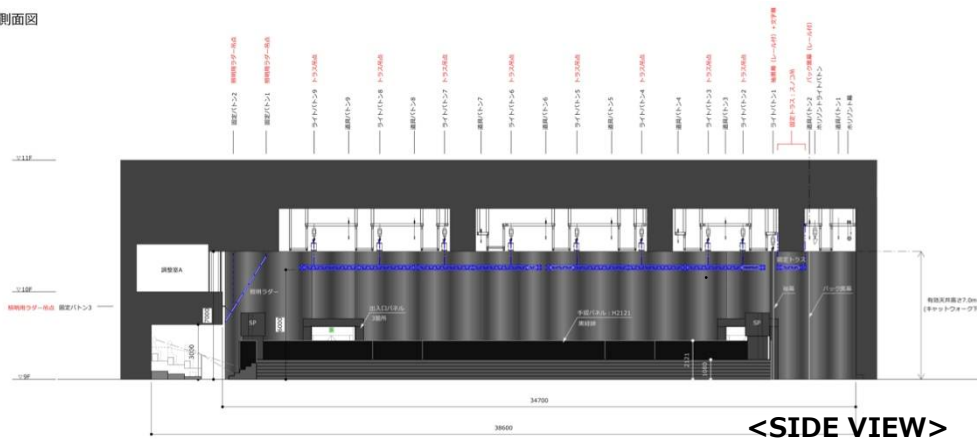 側面図
固定バトン2 照明用ラダー吊点
固定バトン1 照明用ラダー吊点
ライトバトン9 トラス吊点
道具バトン9
ライトバトン8 トラス吊点
道具バトン8
ライトバトン7 トラス吊点
道具バトン7
ライトバトン6 トラス吊点
道具バトン6
ライトバトン5 トラス吊点
道具バトン5
ライトバトン4 トラス吊点
道具バトン4
ライトバトン3 トラス吊点
道具バトン3
ライトバトン2 トラス吊点
固定トラス:スノコ吊
道具バトン2 バック黒幕(レール付)
ホリゾントライトバトン
道具バトン1
ホリゾント幕
▽11F
調整室A
固定トラス
▽10F
照明ラダー
バック黒幕
照明用ラダー吊点 固定バトン3
出入口パネル
3箇所
手摺パネル:H2121
SP
SP
有効天井高さ7.0m
(キャットウォーク下)
3000
2121
1080
▽9F
34700
38600
<SIDE VIEW>